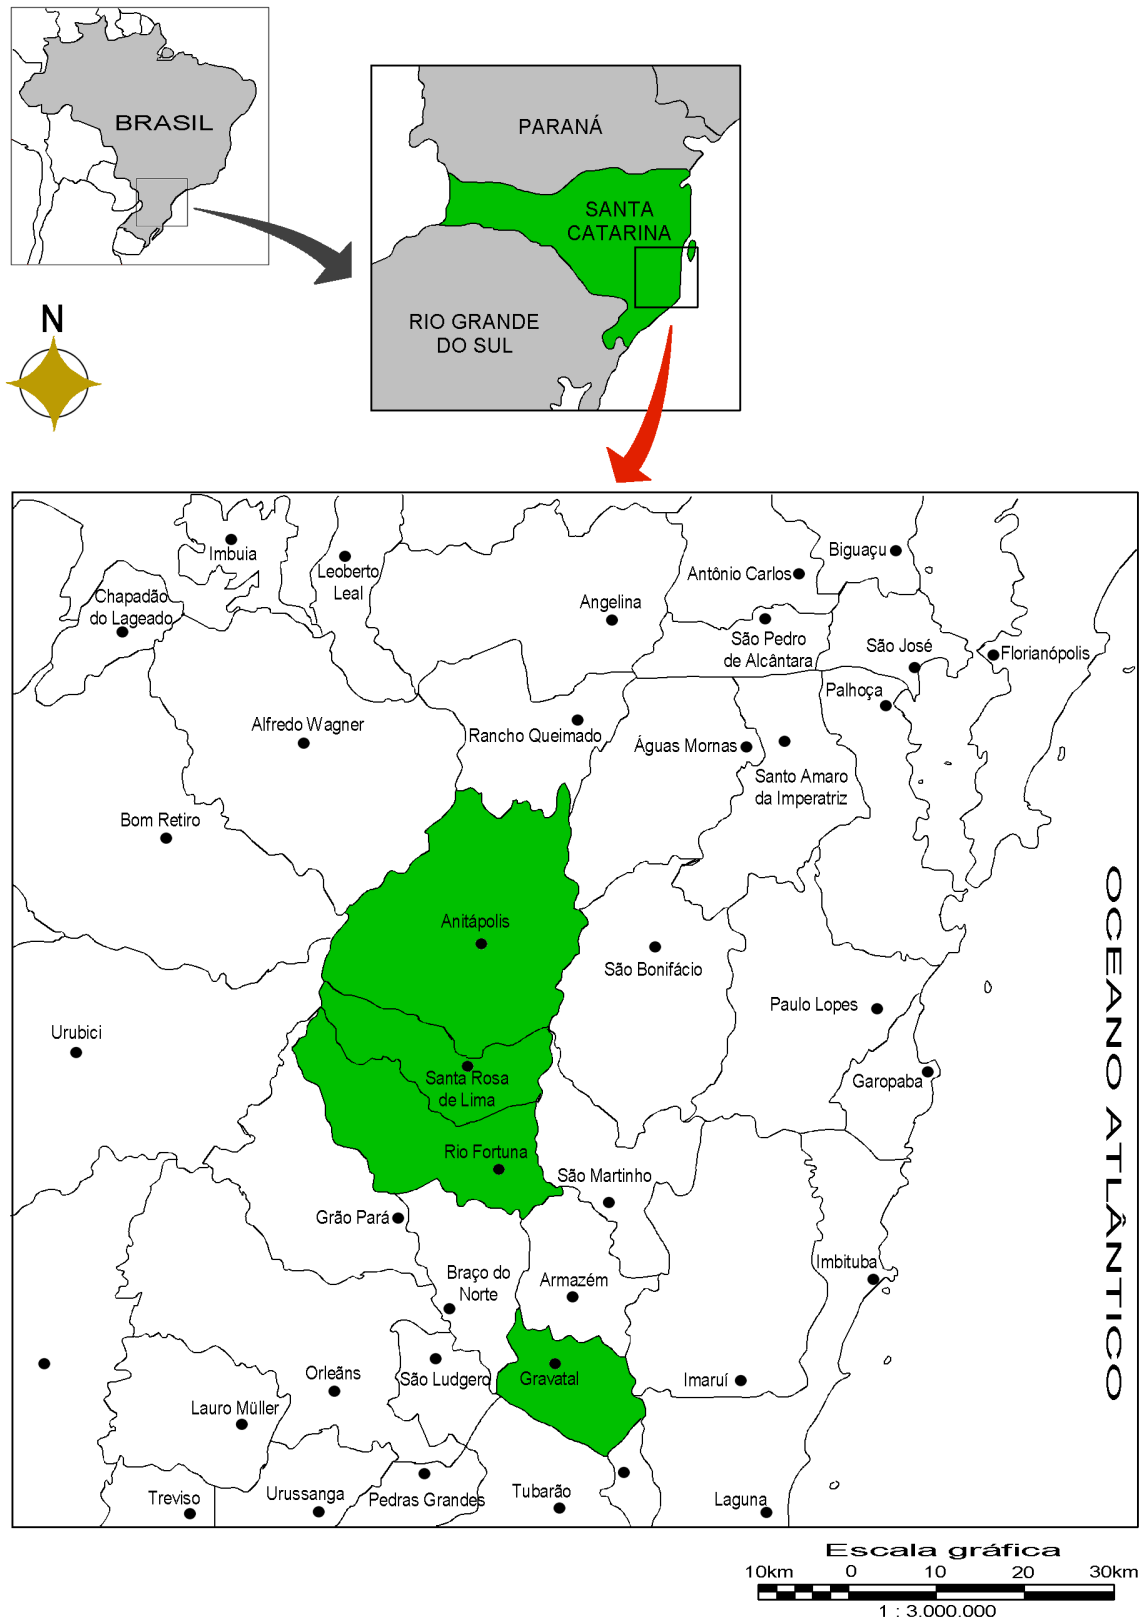 BRASIL
PARANÁ
SANTA
CATARINA
RIO GRANDE
DO SUL
N
Imbuia
Leoberto
Leal
Chapadão
do Lageado
Biguaçu
Antônio Carlos
Angelina
São Pedro
de Alcântara
São José
Florianópolis
Palhoça
Alfredo Wagner
Rancho Queimado
Águas Mornas
Santo Amaro
da Imperatriz
Bom Retiro
Anitápolis
São Bonifácio
Paulo Lopes
Urubici
Santa Rosa
de Lima
Garopaba
Rio Fortuna
São Martinho
Grão Pará
Braço do
Norte
Armazém
Imbituba
Orleãns
São Ludgero
Gravatal
Imaruí
Lauro Müller
Treviso
Urussanga
Pedras Grandes
Tubarão
Laguna
OCEANO ATLÂNTICO
Escala gráfica
10km 0 10 20 30km
1 : 3.000.000